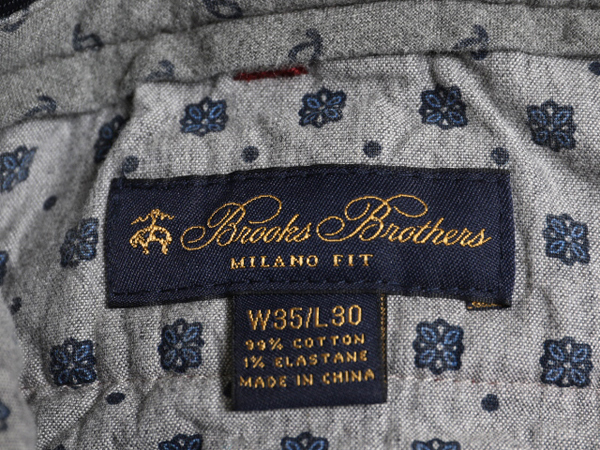 Brooks Brothers
MILANO FIT
W35/L30
99% COTTON
1% ELASTANE
MADE IN CHINA